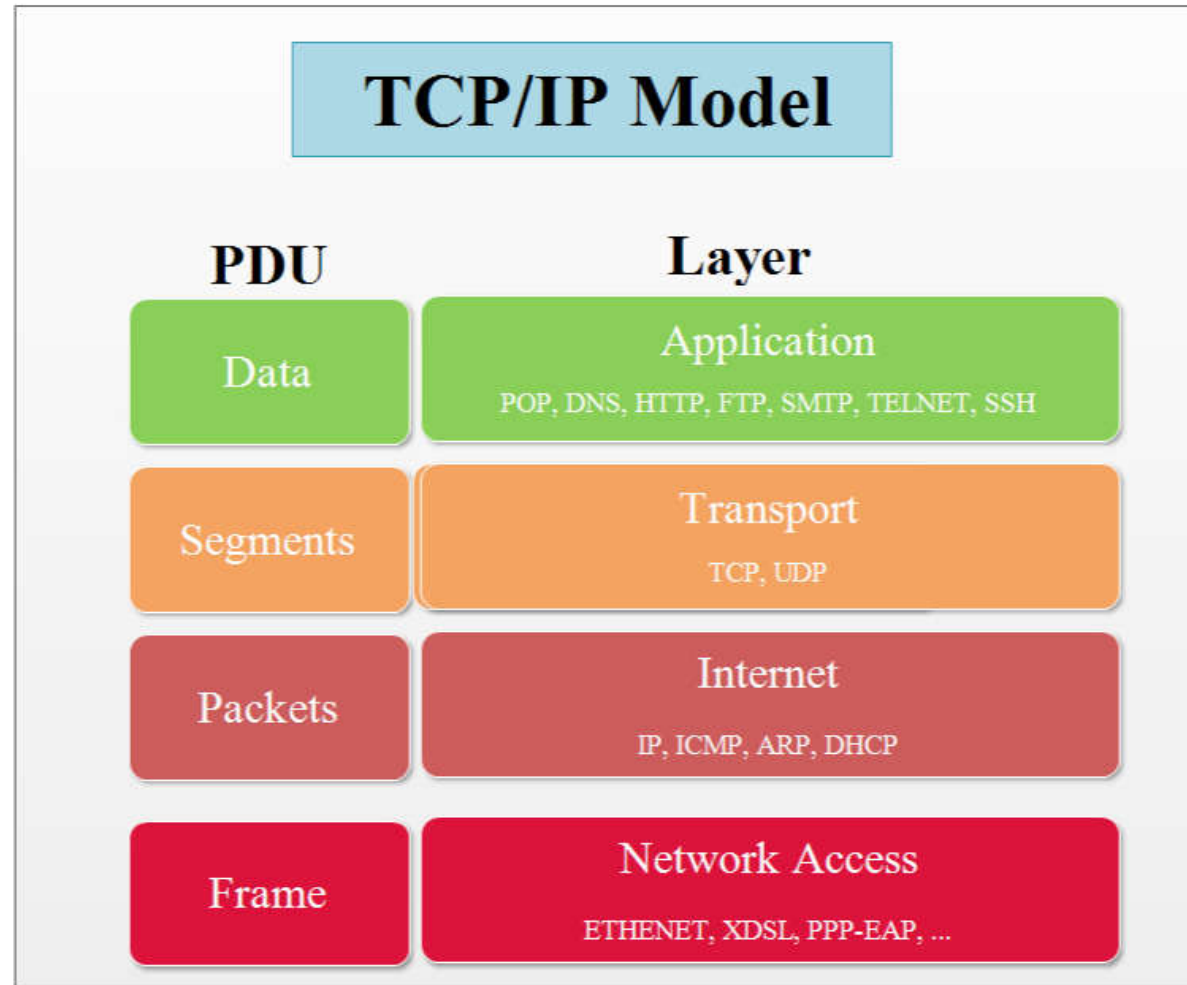 TCP/IP Model
PDU
Layer
Data
Application
POP, DNS, HTTP, FTP, SMTP, TELNET, SSH
Segments
Transport
TCP, UDP
Packets
Internet
IP, ICMP, ARP, DHCP
Frame
Network Access
ETHENET, XDSL, PPP-EAP, ...